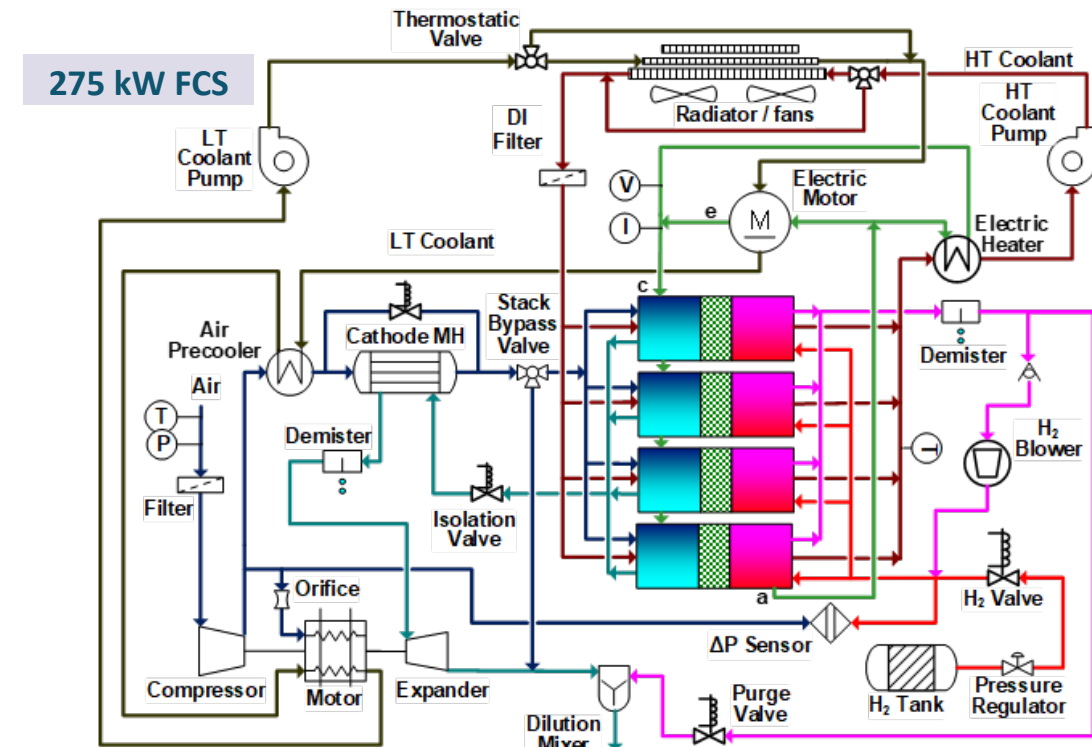 Thermostatic
Valve
275 kW FCS
HT Coolant
LT
Coolant
Pump
DI
Filter
Radiator / fans
HT
Coolant
Pump
V
I
e
M
Electric
Motor
Electric
Heater
LT Coolant
c
Stack
Bypass
Valve
Air
Precooler
Cathode MH
Demister
Air
T
P
Demister
H2
Blower
T
Filter
Isolation
Valve
Orifice
a
H2 Valve
ΔP Sensor
Compressor
Motor
Expander
Purge
Valve
H2 Tank
Pressure
Regulator
Dilution
Mixer